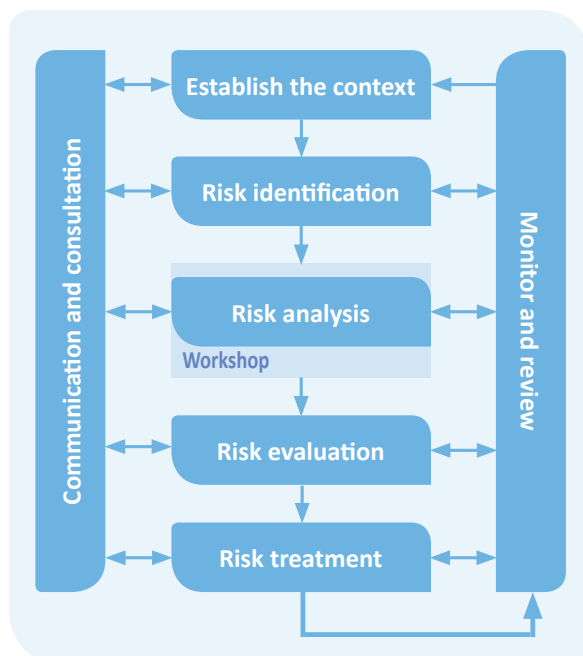 Establish the context
Risk identification
Risk analysis
Workshop
Risk evaluation
Risk treatment
Communication and consultation
Monitor and review